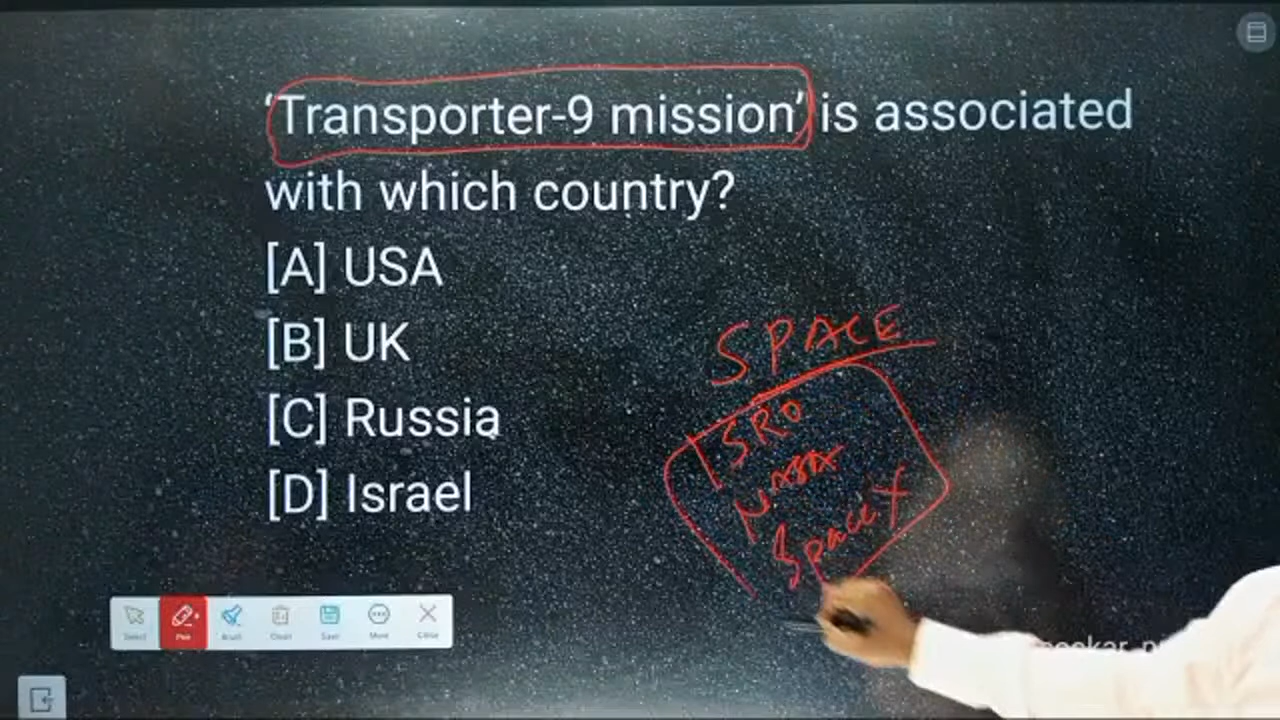 ‘Transporter-9 mission’ is associated
with which country?
[A] USA
[B] UK
[C] Russia
[D] Israel
SPACE
ISRO
NASA
SpaceX
Select Pen Brush Clean Save More Close